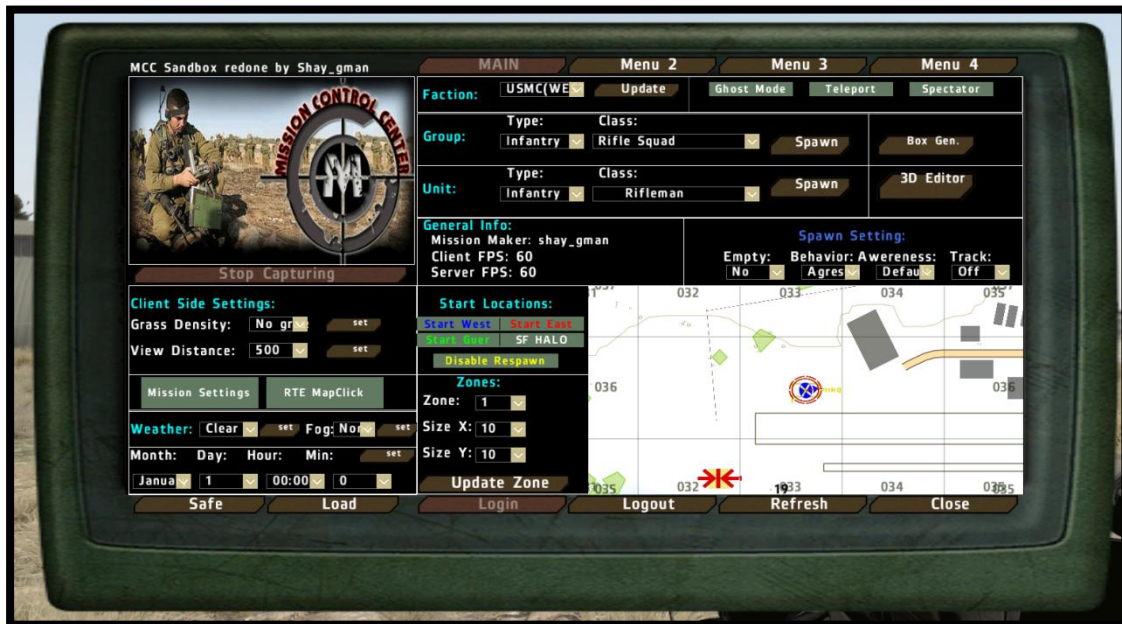 MCC Sandbox redone by Shay_gman
MAIN
Menu 2
Menu 3
Menu 4
MISSION CONTROL CENTER
M
Faction:
USMC(WE
Update
Ghost Mode
Teleport
Spectator
Type:
Class:
Group:
Infantry
Rifle Squad
Spawn
Box Gen.
Type:
Class:
Unit:
Infantry
Rifleman
Spawn
3D Editor
General Info:
Mission Maker: shay_gman
Client FPS: 60
Server FPS: 60
Spawn Setting:
Empty:
Behavior:
Awereness:
Track:
No
Agres
Defau
Off
Stop Capturing
Client Side Settings:
Grass Density:
No gr
set
View Distance:
500
set
Mission Settings
RTE MapClick
Weather:
Clear
set
Fog:
Nor
set
Month:
Day:
Hour:
Min:
set
Janua
1
00:00
0
Start Locations:
Start West
Start East
Start Guer
SF HALO
Disable Respawn
Zones:
Zone:
1
Size X:
10
Size Y:
10
Update Zone
032
033
034
035
036
036
035
032
19
033
034
Safe
Load
Login
Logout
Refresh
Close